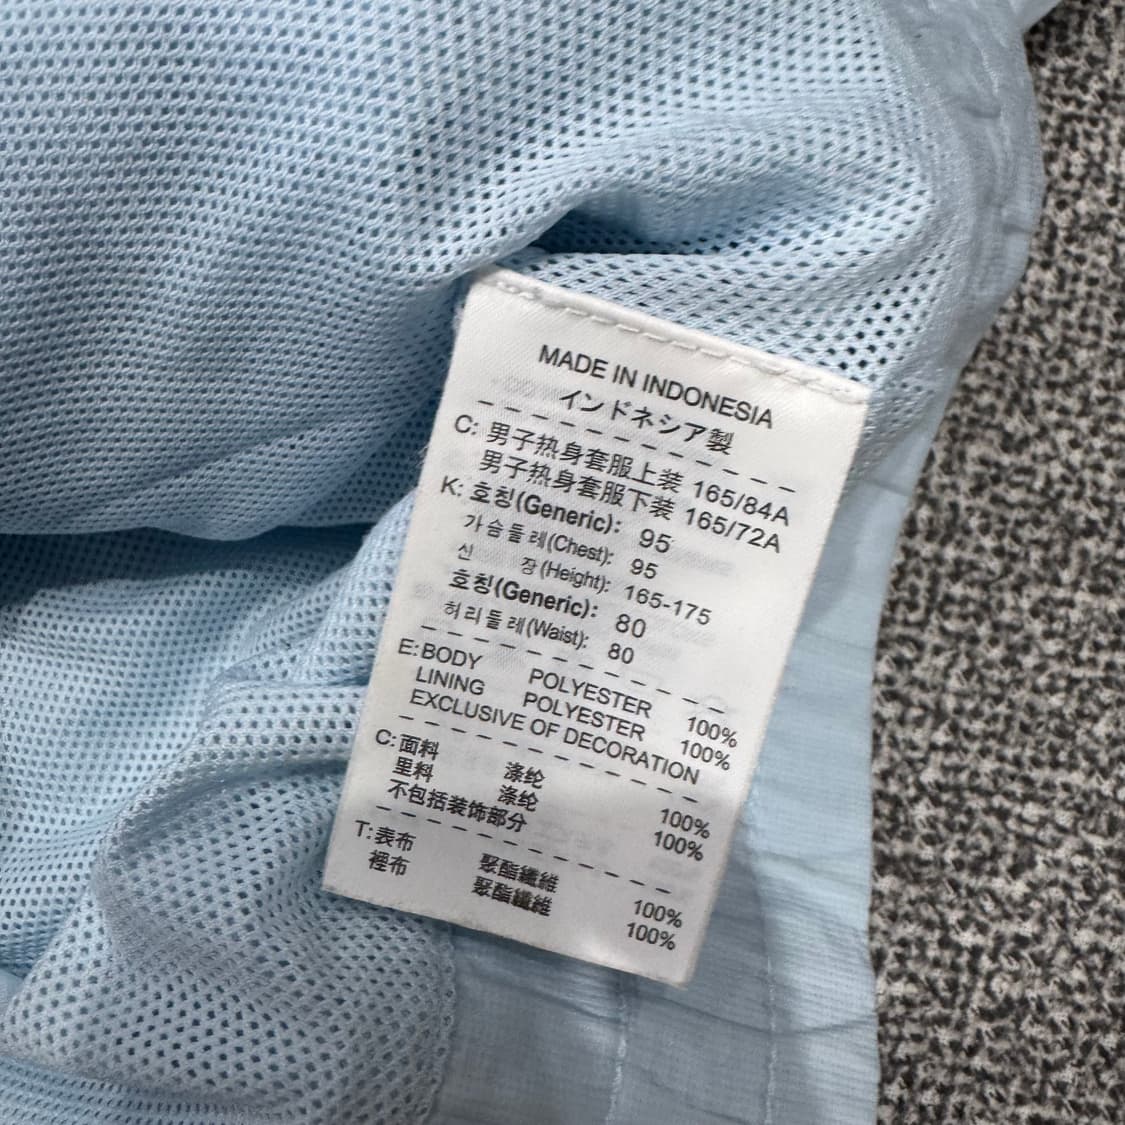 MADE IN INDONESIA
インドネシア製
C: 男子热身套服上装 165/84A
男子热身套服下装 165/72A
K: 호칭(Generic): 95
가슴둘레(Chest): 95
신 장(Height): 165-175
호칭(Generic): 80
허리둘레(Waist): 80
E: BODY POLYESTER 100%
LINING POLYESTER 100%
EXCLUSIVE OF DECORATION
C: 面料 涤纶 100%
里料 涤纶 100%
不包括装饰部分
T: 表布 聚酯纖維 100%
裡布 聚酯纖維 100%